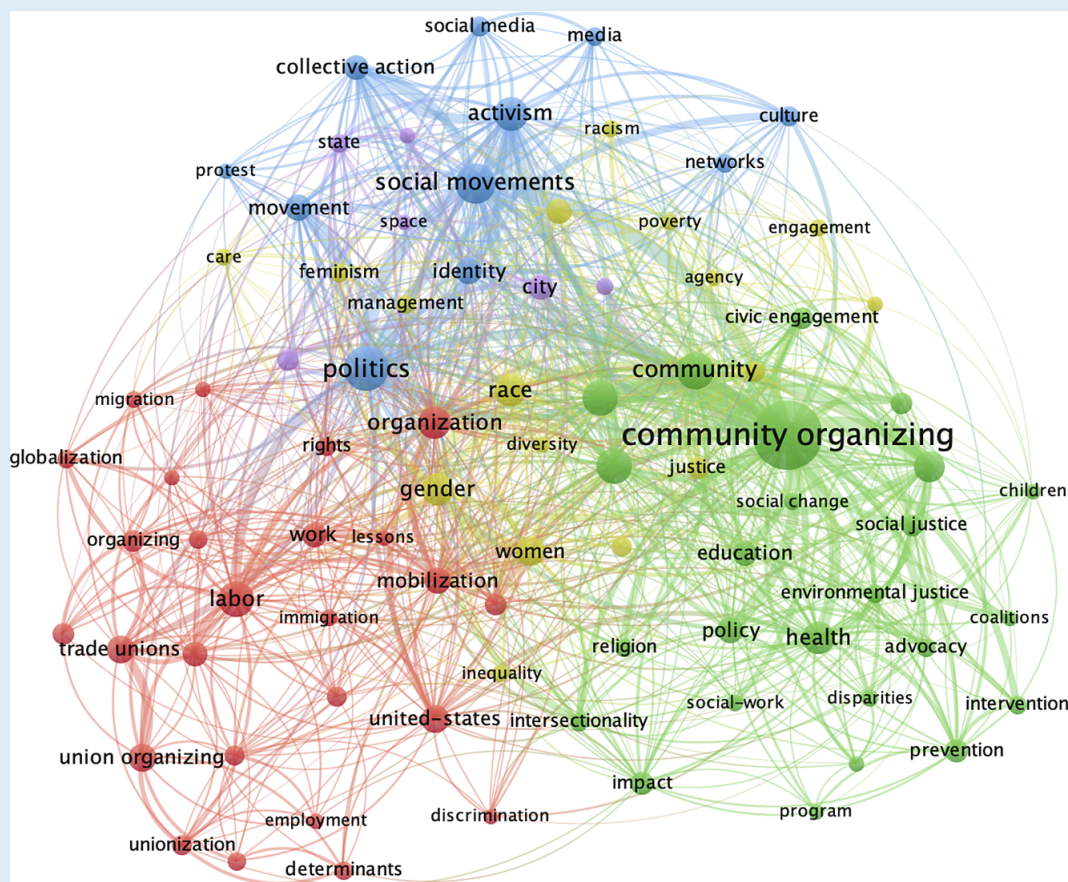 social media
media
collective action
activism
culture
racism
state
networks
protest
social movements
movement
space
poverty
engagement
care
feminism
identity
agency
city
management
civic engagement
politics
community
race
migration
organization
community organizing
rights
diversity
globalization
justice
gender
children
social change
social justice
organizing
work
lessons
women
education
mobilization
environmental justice
labor
immigration
coalitions
policy
health
trade unions
religion
advocacy
inequality
social-work
disparities
intervention
united-states
intersectionality
union organizing
prevention
impact
employment
discrimination
program
unionization
determinants